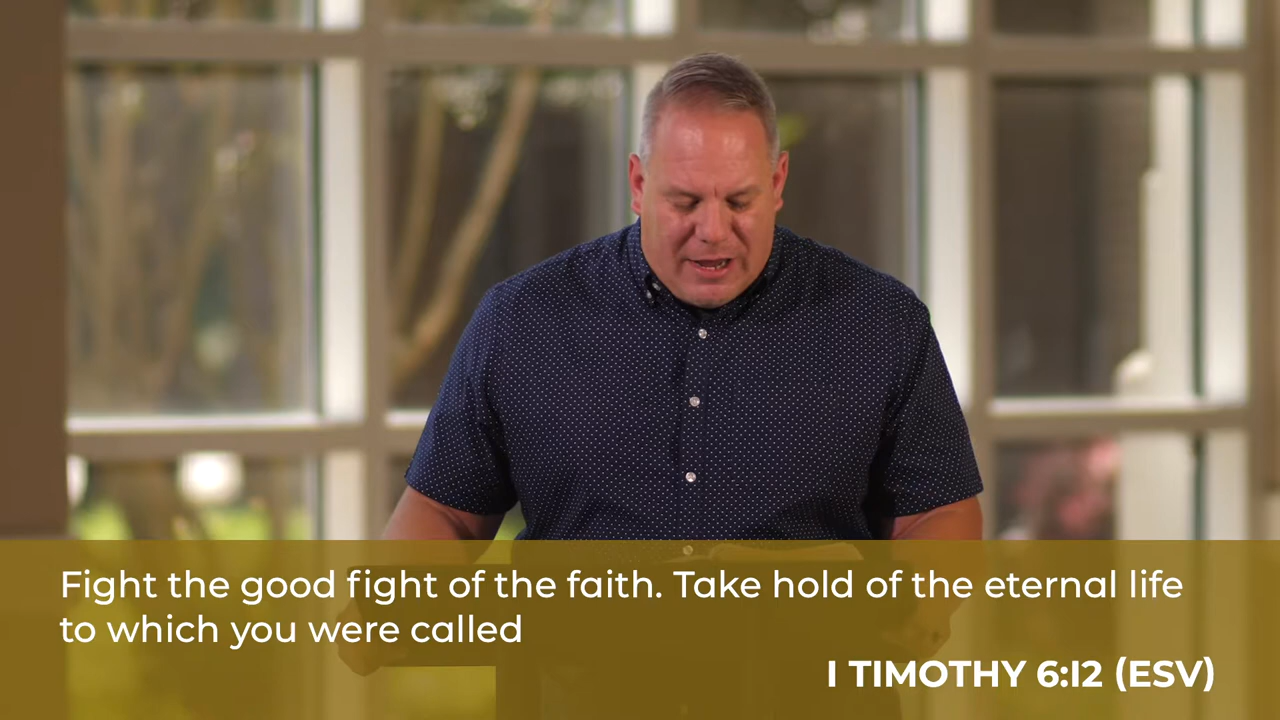 Fight the good fight of the faith. Take hold of the eternal life
to which you were called
I TIMOTHY 6:12 (ESV)